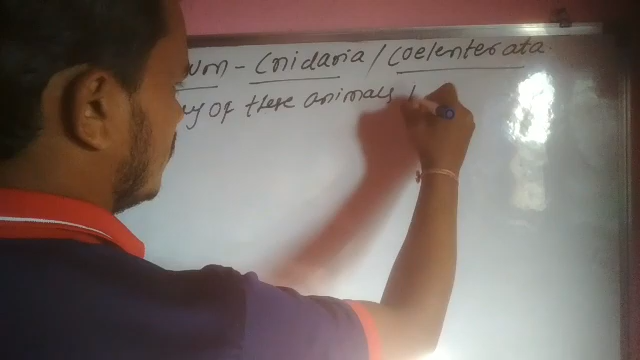 um - Cnidaria / Coelenterata
y of these animals